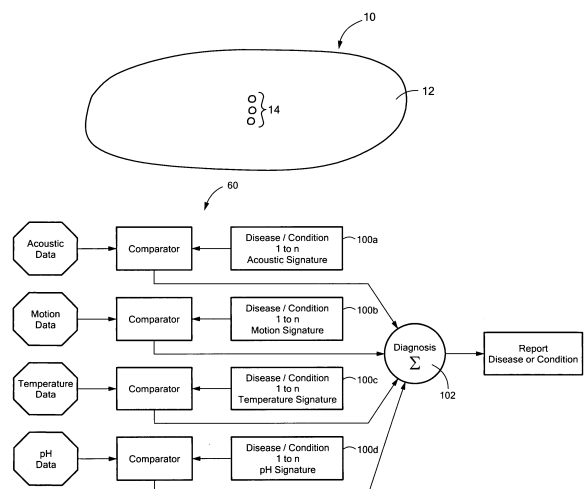 10
12
14
60
Acoustic
Data
Comparator
Disease / Condition
1 to n
Acoustic Signature
100a
Motion
Data
Comparator
Disease / Condition
1 to n
Motion Signature
100b
Diagnosis
Σ
102
Report
Disease or Condition
Temperature
Data
Comparator
Disease / Condition
1 to n
Temperature Signature
100c
pH
Data
Comparator
Disease / Condition
1 to n
pH Signature
100d